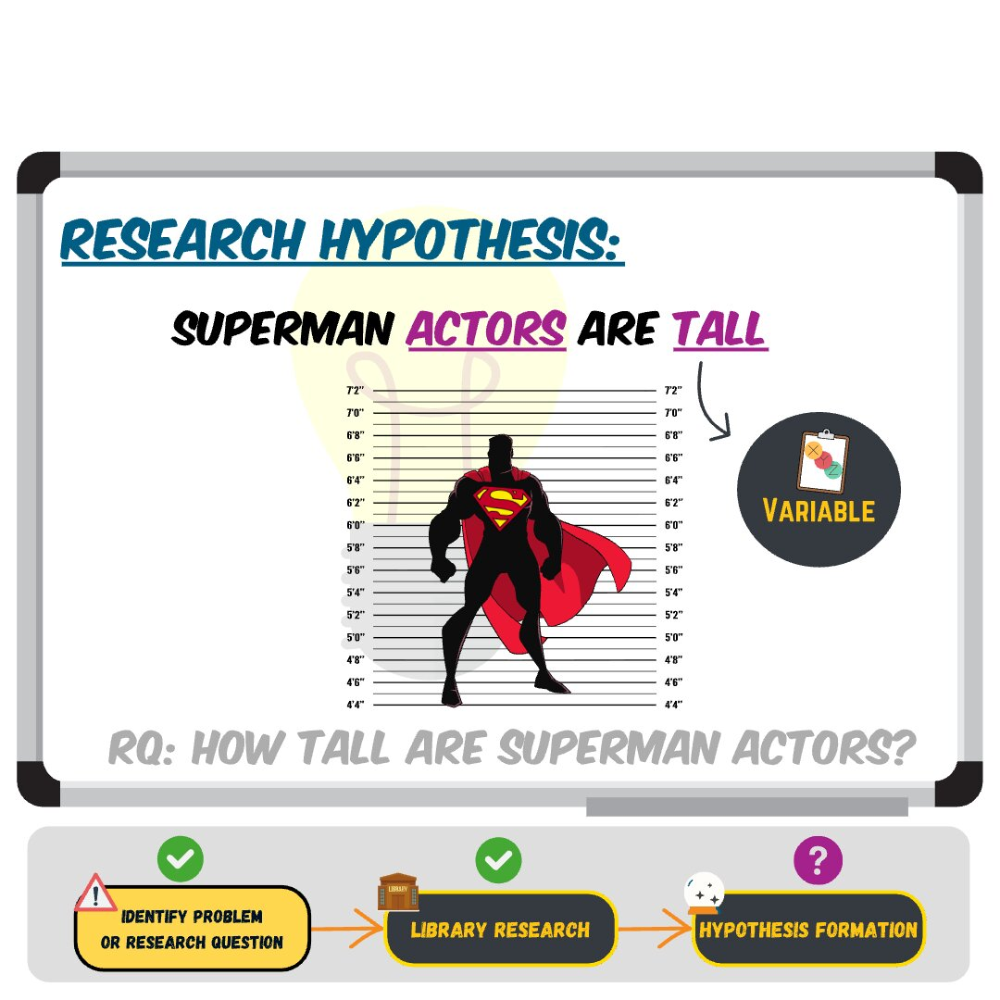 RESEARCH HYPOTHESIS:
SUPERMAN ACTORS ARE TALL
7'2" 7'2"
7'0" 7'0"
6'8" 6'8"
6'6" 6'6"
6'4" 6'4"
6'2" 6'2"
6'0" 6'0"
5'8" 5'8"
5'6" 5'6"
5'4" 5'4"
5'2" 5'2"
5'0" 5'0"
4'8" 4'8"
4'6" 4'6"
4'4" 4'4"
S
X
Y
Z
VARIABLE
RQ: HOW TALL ARE SUPERMAN ACTORS?
✓
✓
?
!
IDENTIFY PROBLEM
OR RESEARCH QUESTION
LIBRARY
LIBRARY RESEARCH
HYPOTHESIS FORMATION